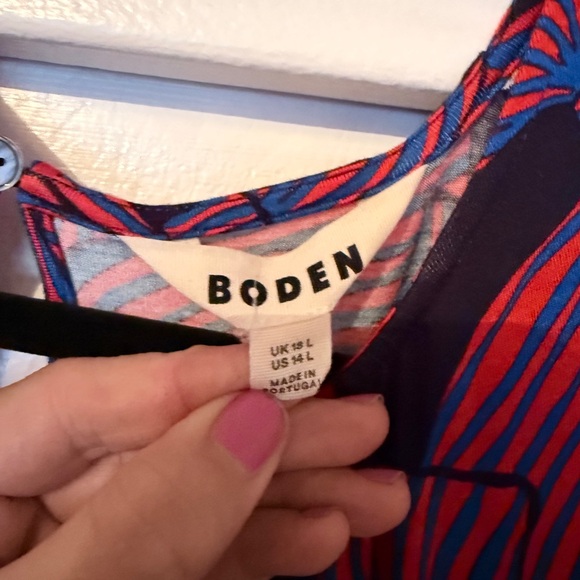 BODEN
UK 18 L
US 14 L
MADE IN
PORTUGAL